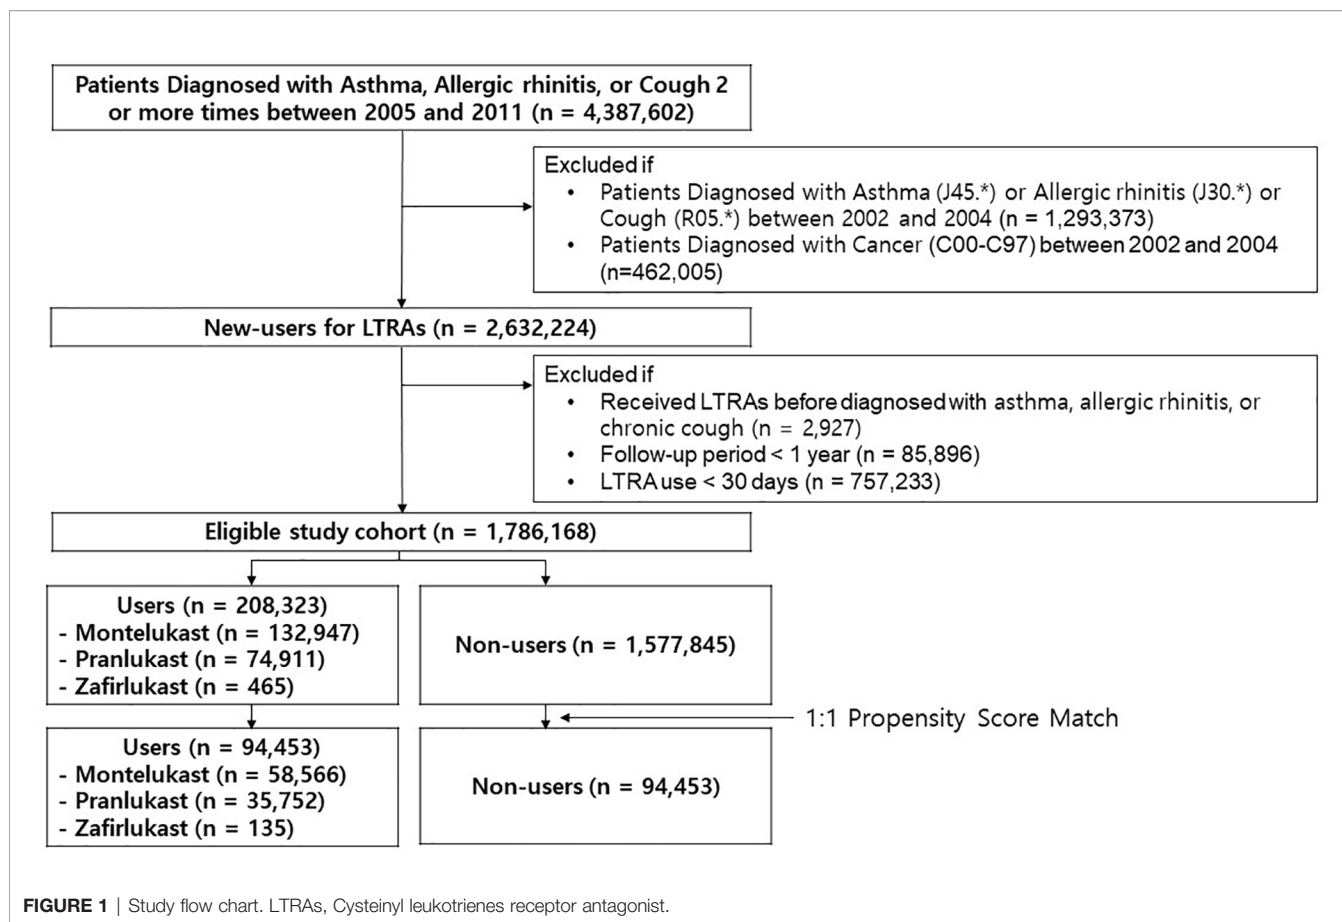 Patients Diagnosed with Asthma, Allergic rhinitis, or Cough 2
or more times between 2005 and 2011 (n = 4,387,602)
Excluded if
• Patients Diagnosed with Asthma (J45.*) or Allergic rhinitis (J30.*) or
Cough (R05.*) between 2002 and 2004 (n = 1,293,373)
• Patients Diagnosed with Cancer (C00-C97) between 2002 and 2004
(n=462,005)
New-users for LTRAs (n = 2,632,224)
Excluded if
• Received LTRAs before diagnosed with asthma, allergic rhinitis, or
chronic cough (n = 2,927)
• Follow-up period < 1 year (n = 85,896)
• LTRA use < 30 days (n = 757,233)
Eligible study cohort (n = 1,786,168)
Users (n = 208,323)
- Montelukast (n = 132,947)
- Pranlukast (n = 74,911)
- Zafirlukast (n = 465)
Non-users (n = 1,577,845)
1:1 Propensity Score Match
Users (n = 94,453)
- Montelukast (n = 58,566)
- Pranlukast (n = 35,752)
- Zafirlukast (n = 135)
Non-users (n = 94,453)
FIGURE 1 | Study flow chart. LTRAs, Cysteinyl leukotrienes receptor antagonist.